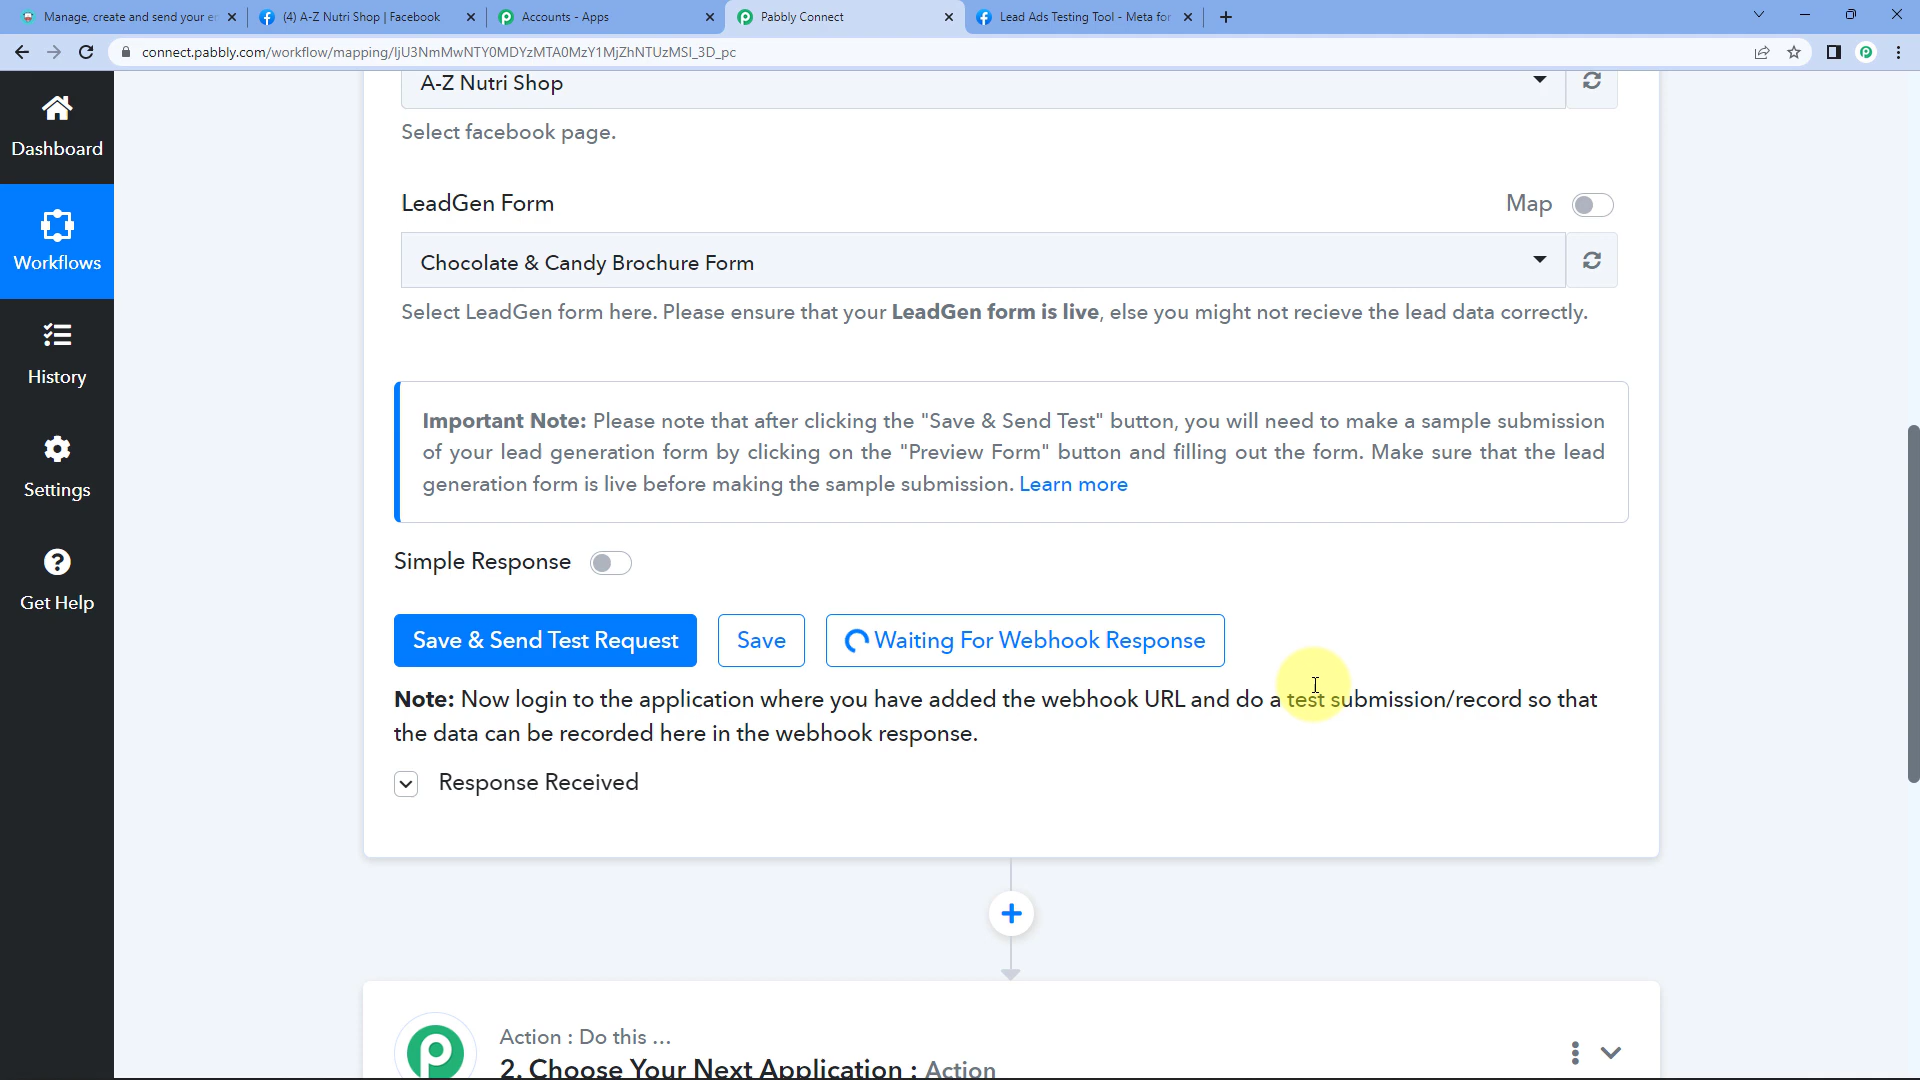 Manage, create and send your e
(4) A-Z Nutri Shop | Facebook
Accounts - Apps
Pabbly Connect
Lead Ads Testing Tool - Meta for
connect.pabbly.com/workflow/mapping/IjU3NmMwNTY0MDYzMTA0MzY1MjZhNTUzMSI_3D_pc
Dashboard
Workflows
History
Settings
Get Help
A-Z Nutri Shop
Select facebook page.
LeadGen Form
Map
Chocolate & Candy Brochure Form
Select LeadGen form here. Please ensure that your LeadGen form is live, else you might not recieve the lead data correctly.
Important Note: Please note that after clicking the "Save & Send Test" button, you will need to make a sample submission
of your lead generation form by clicking on the "Preview Form" button and filling out the form. Make sure that the lead
generation form is live before making the sample submission. Learn more
Simple Response
Save & Send Test Request
Save
Waiting For Webhook Response
Note: Now login to the application where you have added the webhook URL and do a test submission/record so that
the data can be recorded here in the webhook response.
Response Received
Action : Do this ...
2. Choose Your Next Application : Action